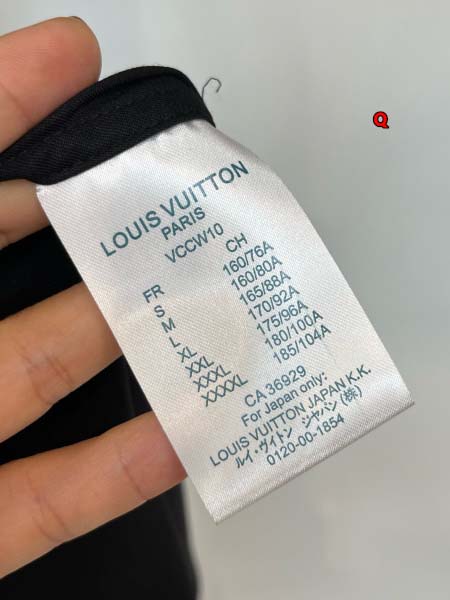 Q
LOUIS VUITTON
PARIS
VCCW10
FR CH
S 160/76A
M 160/80A
L 165/88A
XL 170/92A
XXL 175/96A
XXXL 180/100A
XXXXL 185/104A
CA 36929
For Japan only:
LOUIS VUITTON JAPAN K.K.
ルイ・ヴィトン ジャパン(株)
0120-00-1854